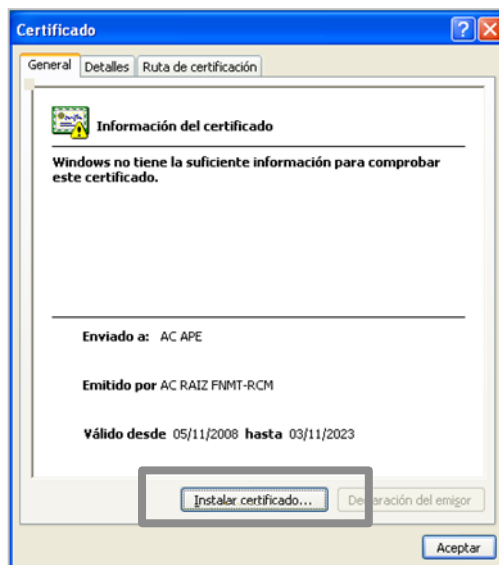 Certificado
General Detalles Ruta de certificación
Información del certificado
Windows no tiene la suficiente información para comprobar
este certificado.
Enviado a: AC APE
Emitido por AC RAIZ FNMT-RCM
Válido desde 05/11/2008 hasta 03/11/2023
Instalar certificado... del emisor
Aceptar